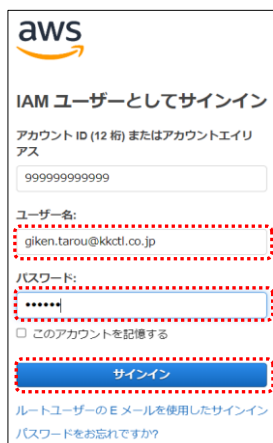 aws
IAM ユーザーとしてサインイン
アカウント ID (12 桁) またはアカウントエイリ
アス
999999999999
ユーザー名:
giken.tarou@kkctl.co.jp
パスワード:
••••••
このアカウントを記憶する
サインイン
ルートユーザーの E メールを使用したサインイン
パスワードをお忘れですか?